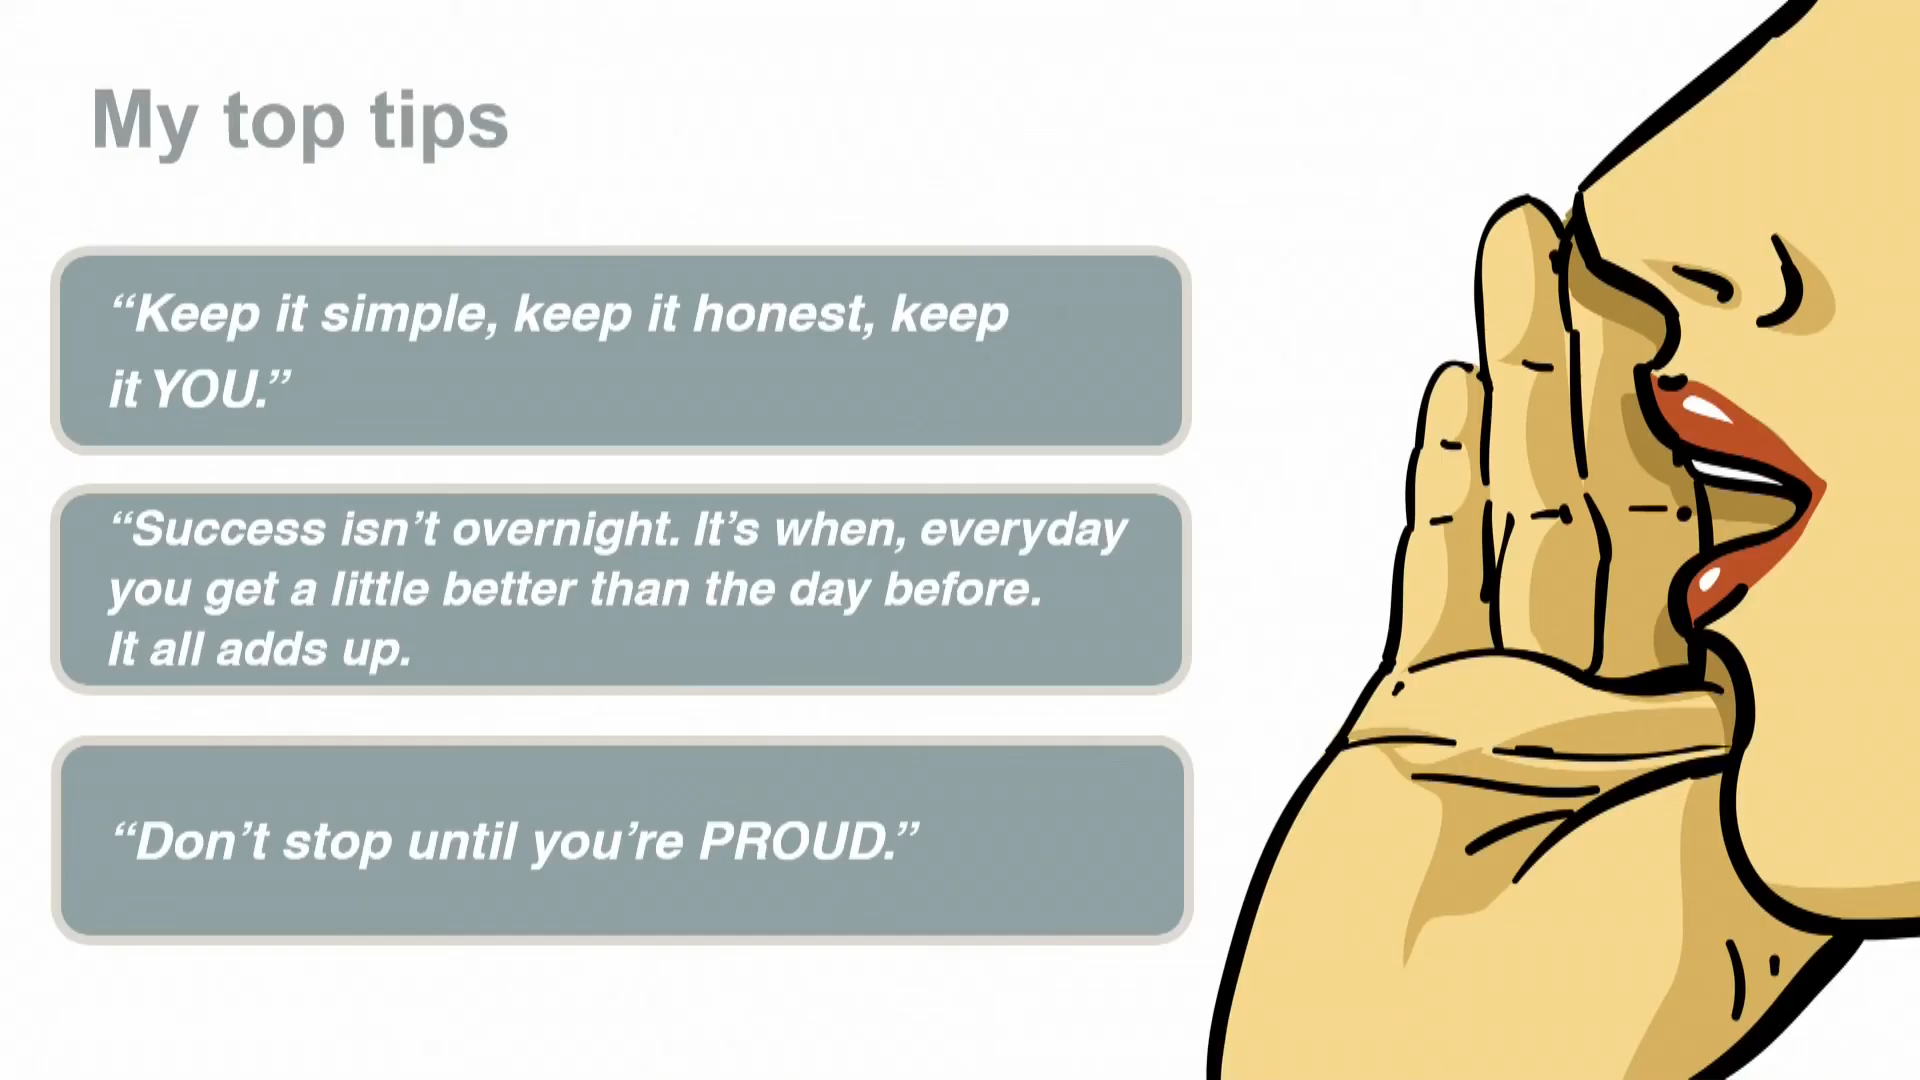 My top tips
“Keep it simple, keep it honest, keep
it YOU.”
“Success isn’t overnight. It’s when, everyday
you get a little better than the day before.
It all adds up.
“Don’t stop until you’re PROUD.”